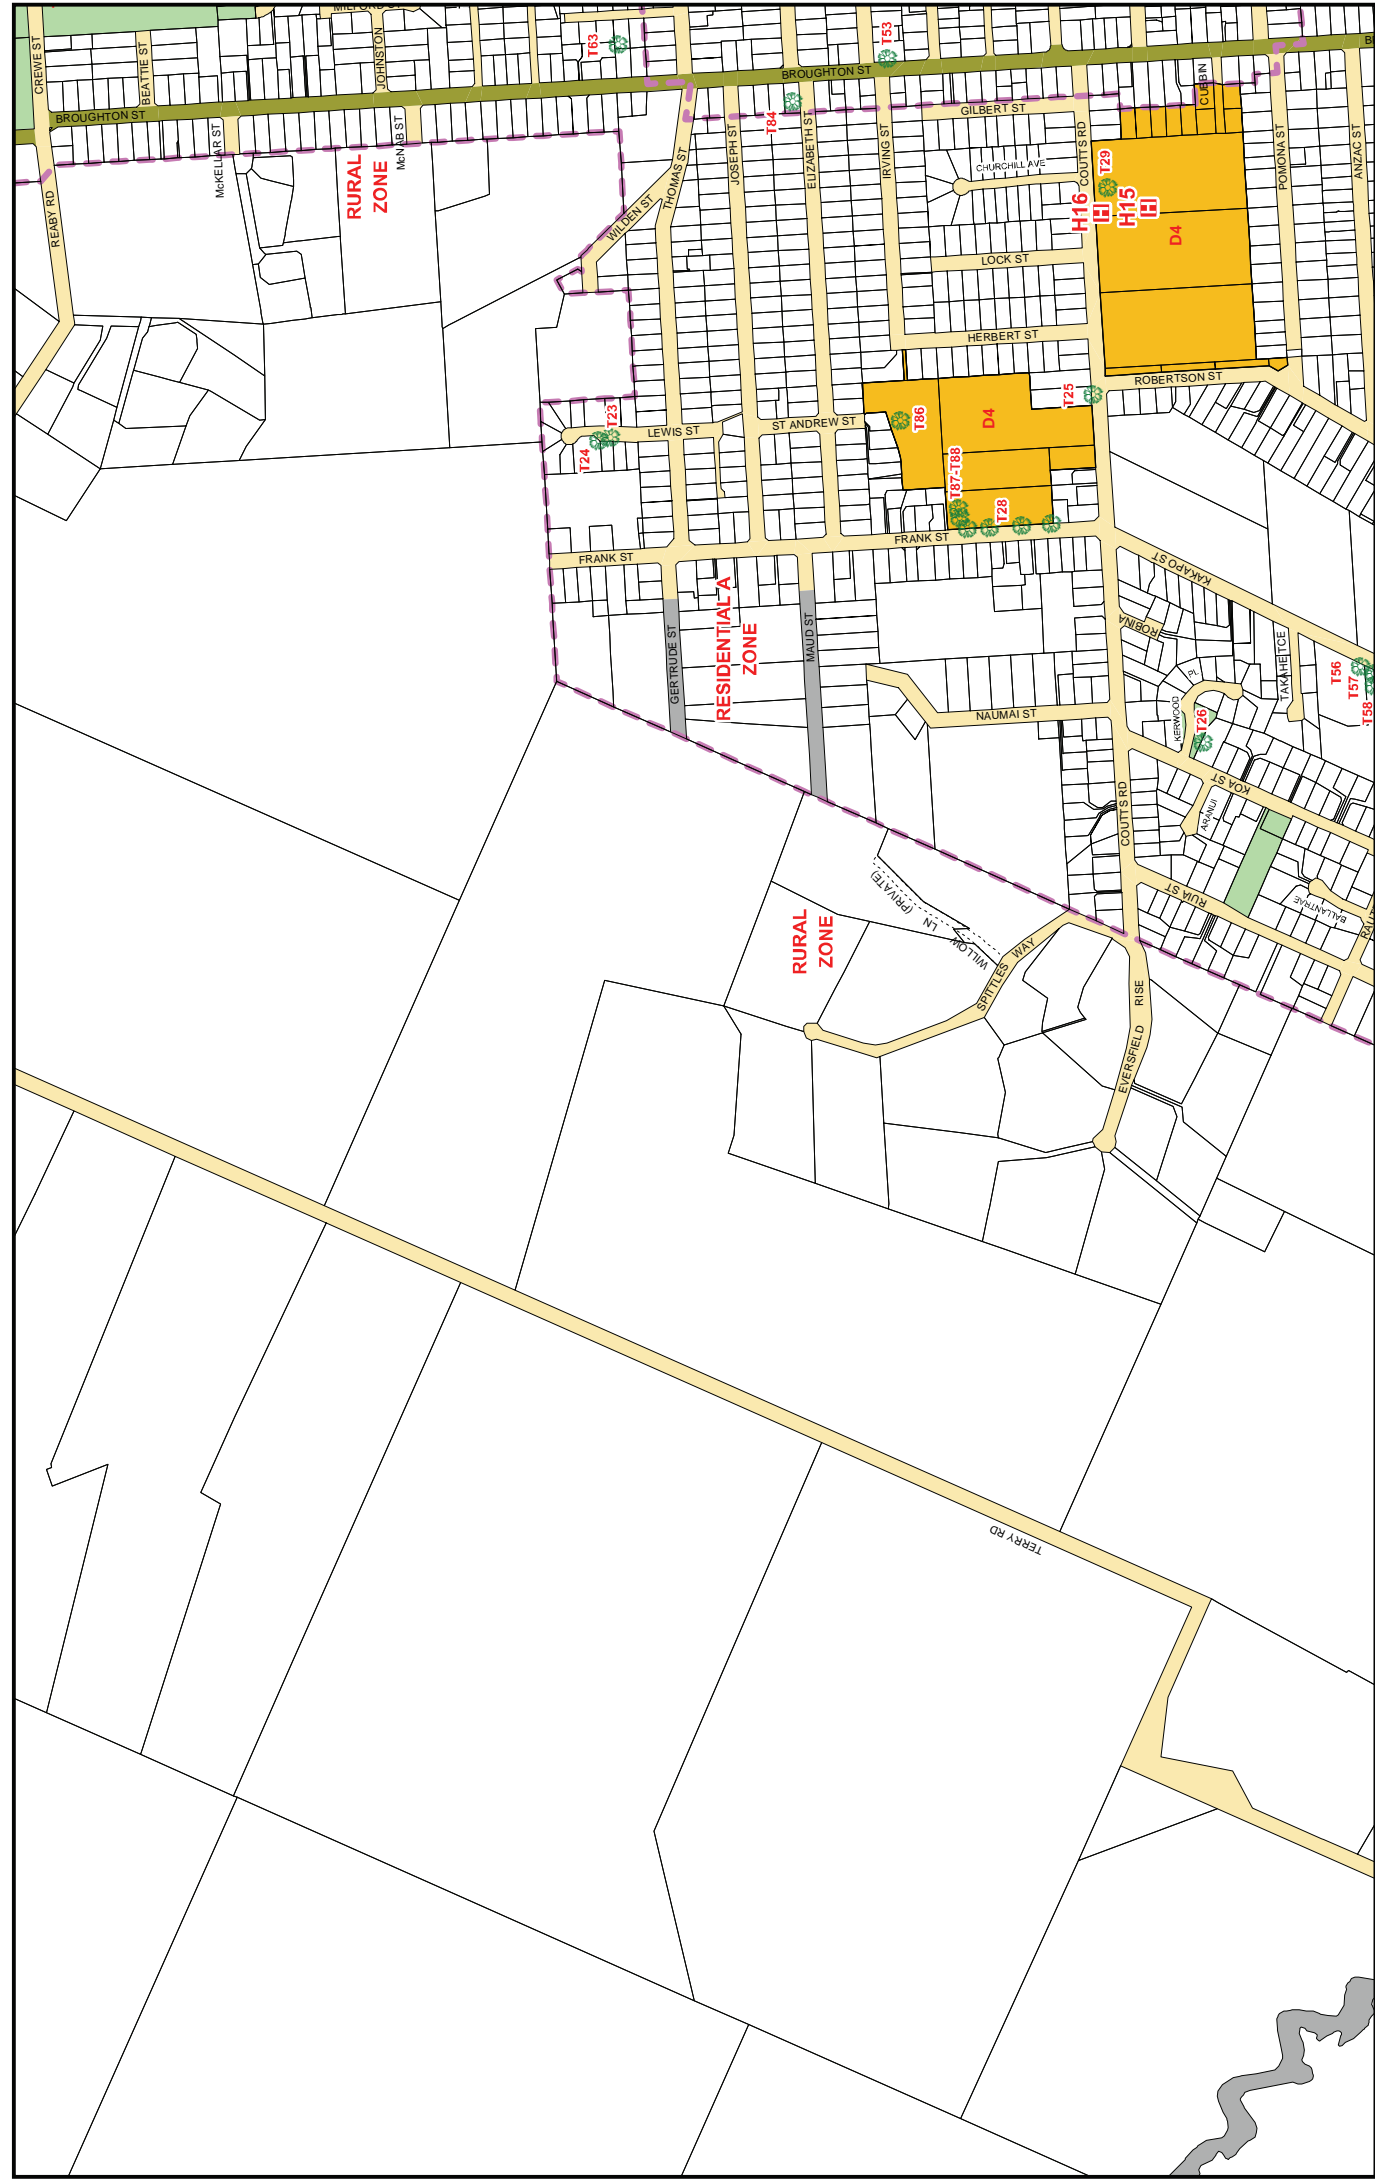 CREWE ST
BEATTIE ST
JOHNSTON
T63
T53
BROUGHTON ST
BROUGHTON ST
McKELLAR ST
McNAB ST
T84
GILBERT ST
CUBBIN
REABY RD
RURAL
ZONE
WILDEN ST
THOMAS ST
JOSEPH ST
ELIZABETH ST
IRVING ST
CHURCHILL AVE
COUTTS RD
T29
H16
H
H15
H
D4
POMONA ST
ANZAC ST
LOCK ST
HERBERT ST
ROBERTSON ST
T25
T23
T24
LEWIS ST
ST ANDREW ST
T86
D4
T87-T88
T28
FRANK ST
FRANK ST
KAKAPO ST
ROBINA
TAKAHE TCE
T56
T57
T58
GERTRUDE ST
RESIDENTIAL A
ZONE
MAUD ST
NAUMAI ST
KERWOOD
PL
T26
KOA ST
ARANUI
COUTTS RD
RUIA ST
BALLANTRAE
RURAL
ZONE
WILLOW
LN
(PRIVATE)
SPITTLES
WAY
EVERSFIELD
RISE
TERRY RD